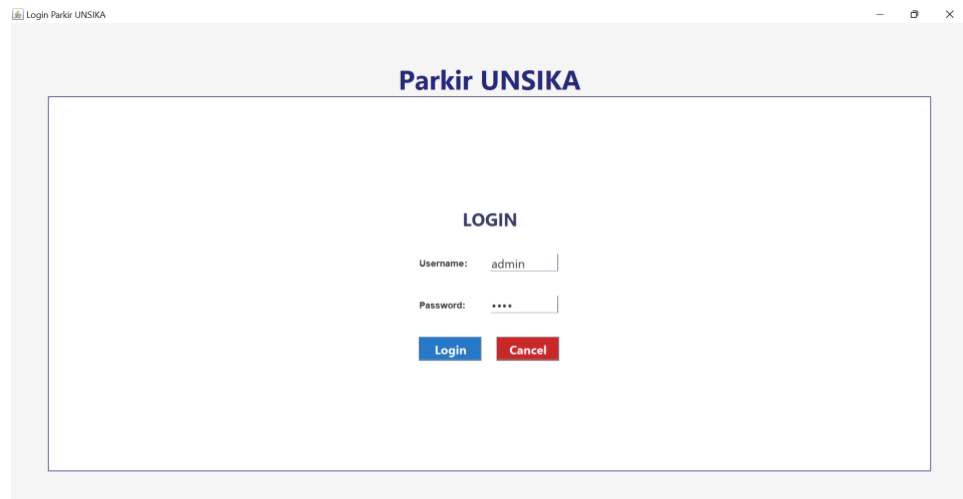 Login Parkir UNSIKA
Parkir UNSIKA
LOGIN
Username: admin
Password: ••••
Login Cancel